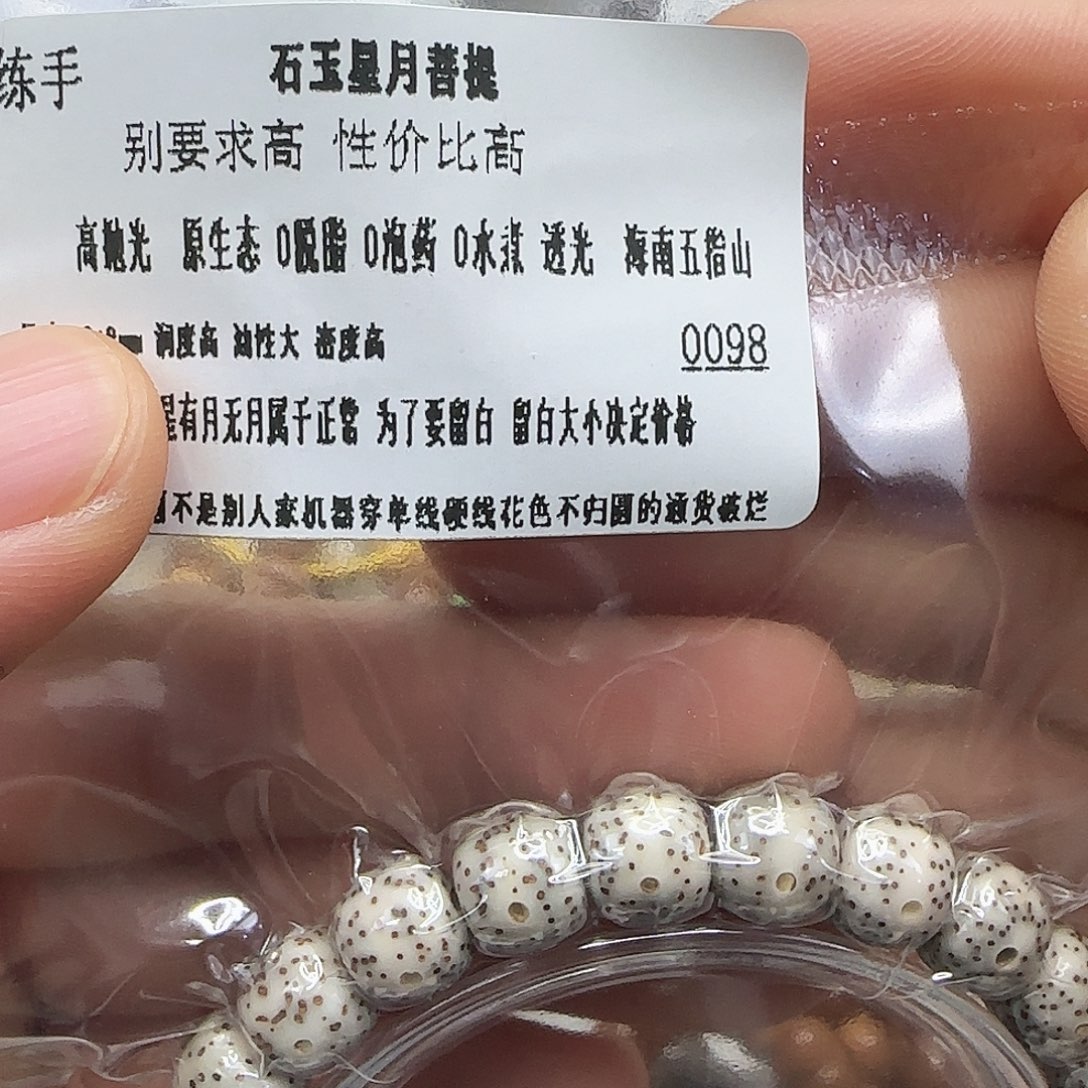 练手 石玉星月菩提
别要求高 性价比高
高抛光 原生态 0脱脂 0泡药 0水煮 透光 海南五指山
润度高 油性大 密度高 0098
星有月无月属于正常 为了要留白 留白大小决定价格
不是别人家机器穿单线硬线花色不归圆的通货破烂